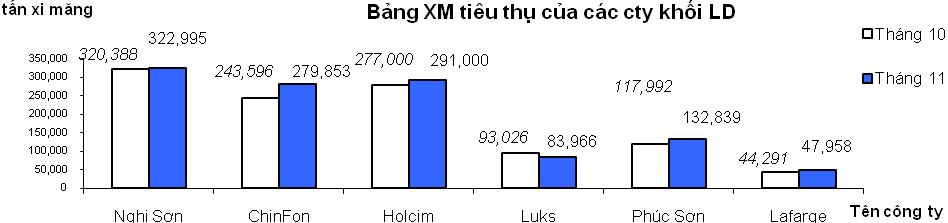 tấn xi măng
Bảng XM tiêu thụ của các cty khối LD
Tháng 10
Tháng 11
320,388 322,995
243,596 279,853
277,000 291,000
93,026 83,966
117,992 132,839
44,291 47,958
350,000
300,000
250,000
200,000
150,000
100,000
50,000
0
Nghi Sơn ChinFon Holcim Luks Phúc Sơn Lafarge
Tên công ty